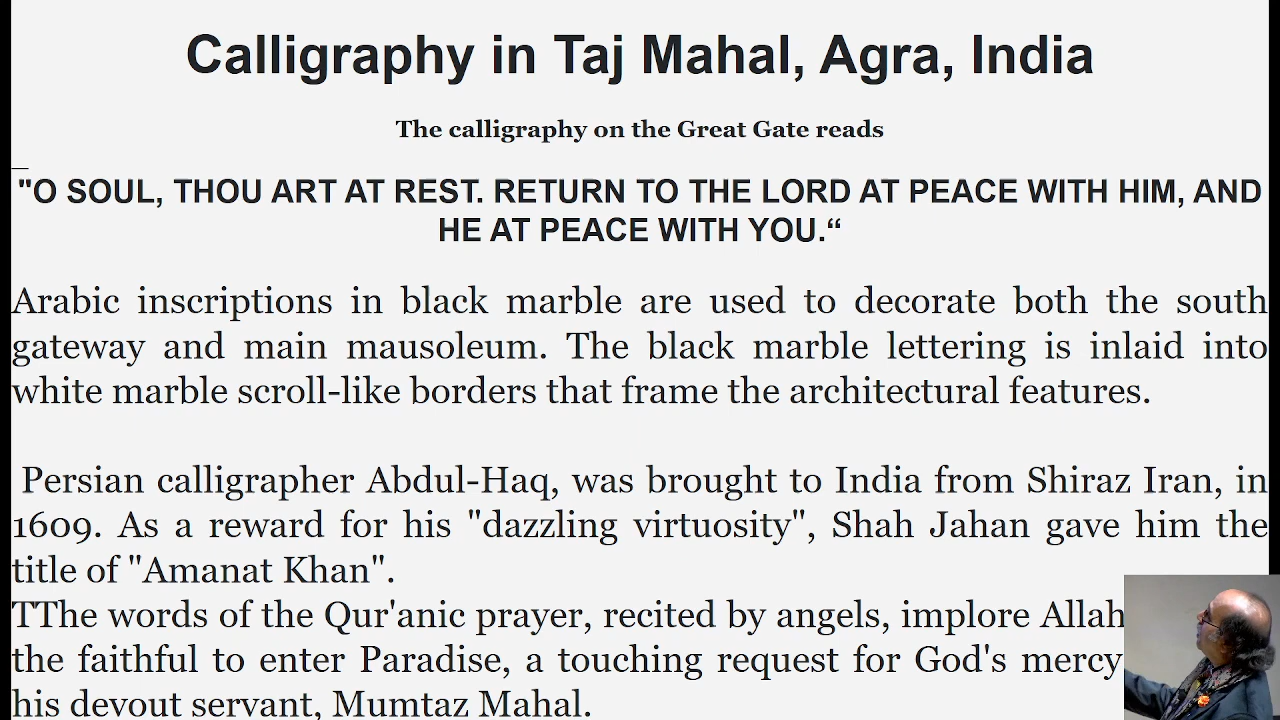 Calligraphy in Taj Mahal, Agra, India
The calligraphy on the Great Gate reads
"O SOUL, THOU ART AT REST. RETURN TO THE LORD AT PEACE WITH HIM, AND
HE AT PEACE WITH YOU.“
Arabic inscriptions in black marble are used to decorate both the south
gateway and main mausoleum. The black marble lettering is inlaid into
white marble scroll-like borders that frame the architectural features.
Persian calligrapher Abdul-Haq, was brought to India from Shiraz Iran, in
1609. As a reward for his "dazzling virtuosity", Shah Jahan gave him the
title of "Amanat Khan".
TThe words of the Qur'anic prayer, recited by angels, implore Allah
the faithful to enter Paradise, a touching request for God's mercy
his devout servant, Mumtaz Mahal.